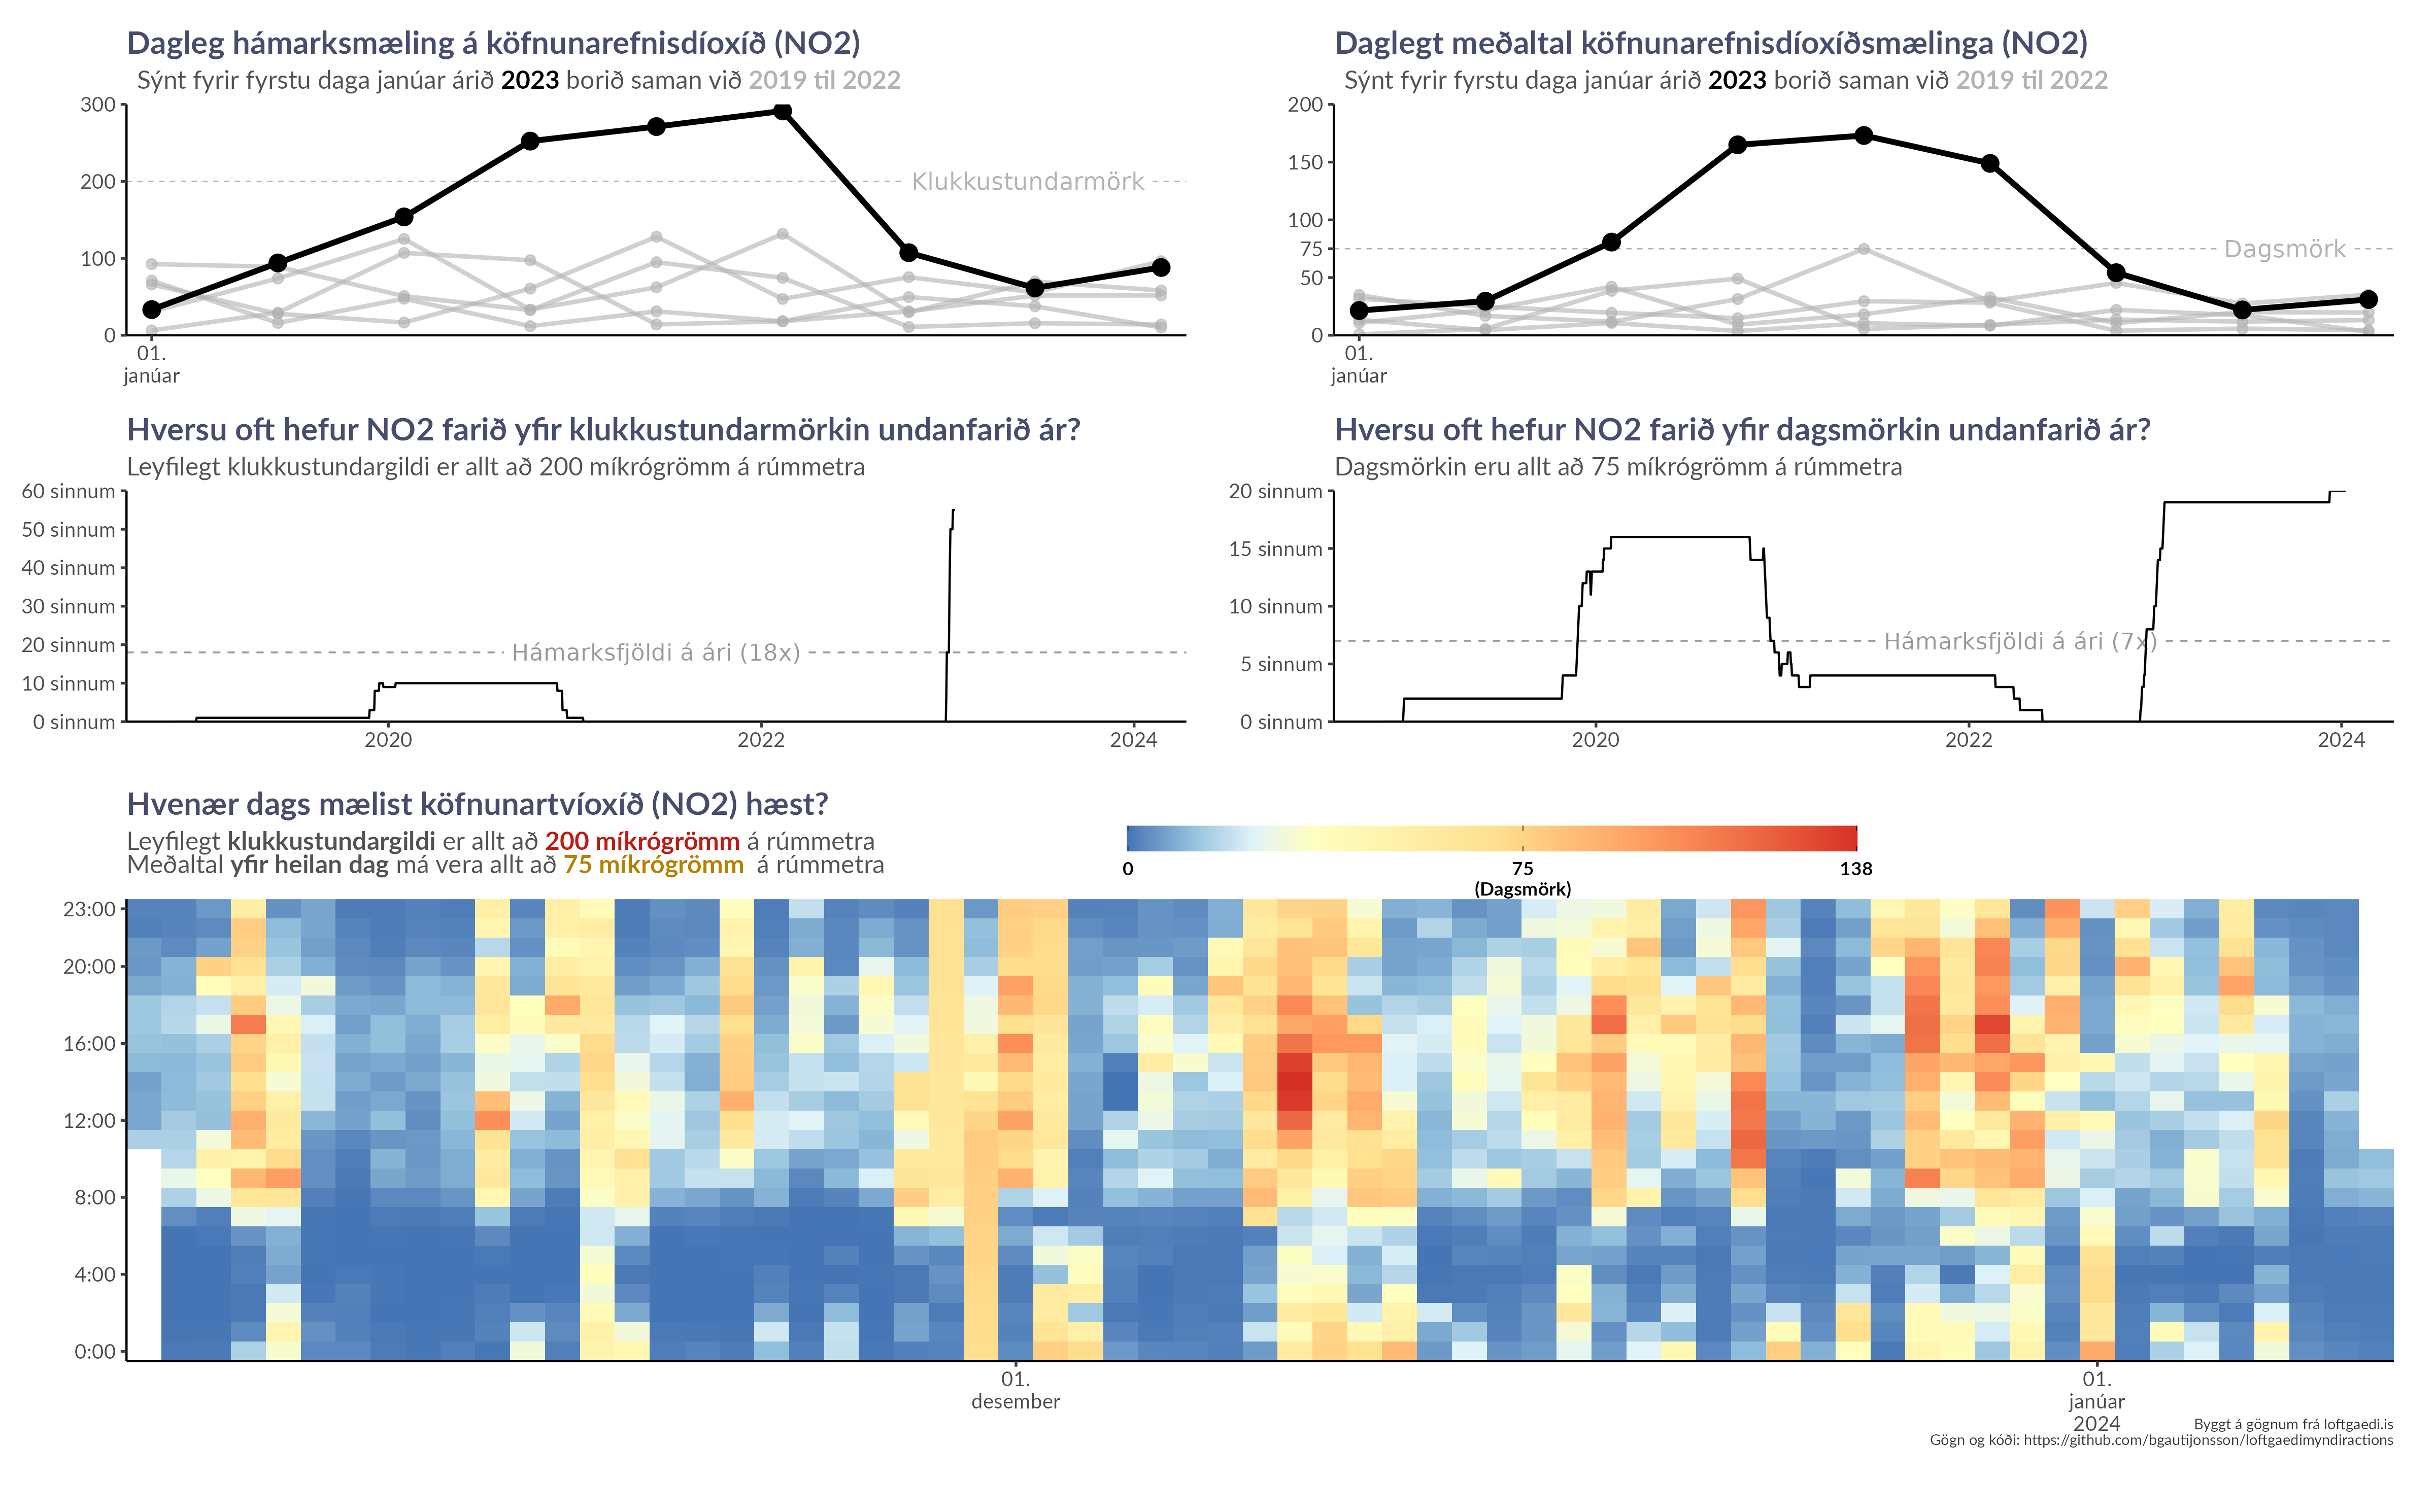 Dagleg hámarksmæling á köfnunarefnisdíoxíð (NO2)
Sýnt fyrir fyrstu daga janúar árið 2023 borið saman við 2019 til 2022
300
200
100
0
Klukkustundarmörk
01.
janúar
Daglegt meðaltal köfnunarefnisdíoxíðsmælinga (NO2)
Sýnt fyrir fyrstu daga janúar árið 2023 borið saman við 2019 til 2022
200
150
100
75
50
0
Dagsmörk
01.
janúar
Hversu oft hefur NO2 farið yfir klukkustundarmörkin undanfarið ár?
Leyfilegt klukkustundargildi er allt að 200 míkrógrömm á rúmmetra
60 sinnum
50 sinnum
40 sinnum
30 sinnum
20 sinnum
10 sinnum
0 sinnum
Hámarksfjöldi á ári (18x)
2020 2022 2024
Hversu oft hefur NO2 farið yfir dagsmörkin undanfarið ár?
Dagsmörkin eru allt að 75 míkrógrömm á rúmmetra
20 sinnum
15 sinnum
10 sinnum
5 sinnum
0 sinnum
Hámarksfjöldi á ári (7x)
2020 2022 2024
Hvenær dags mælist köfnunartvíoxíð (NO2) hæst?
Leyfilegt klukkustundargildi er allt að 200 míkrógrömm á rúmmetra
Meðaltal yfir heilan dag má vera allt að 75 míkrógrömm á rúmmetra
0 75 138
(Dagsmörk)
23:00
20:00
16:00
12:00
8:00
4:00
0:00
01.
desember
01.
janúar
2024
Byggt á gögnum frá loftgaedi.is
Gögn og kóði: https://github.com/bgautijonsson/loftgaedimyndiractions